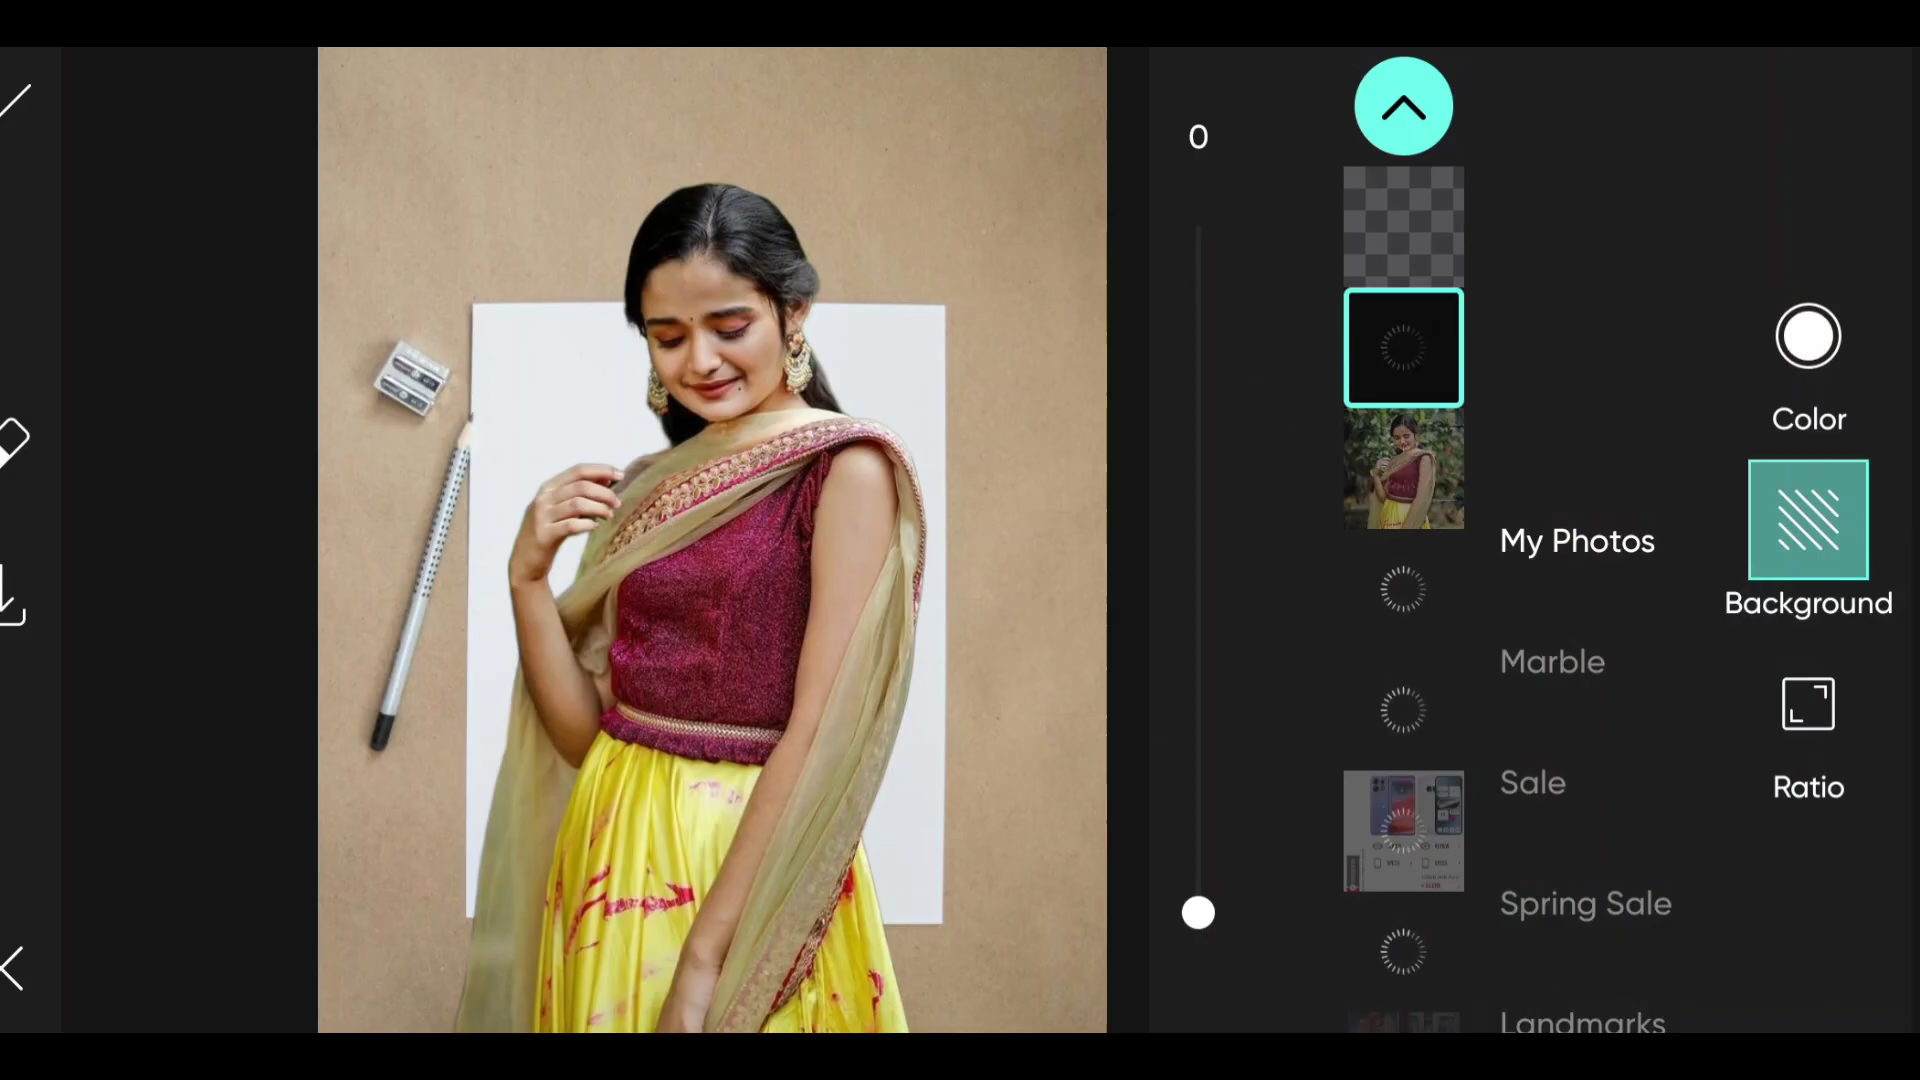 0
Color
My Photos
Background
Marble
Sale
Ratio
Spring Sale
Landmarks